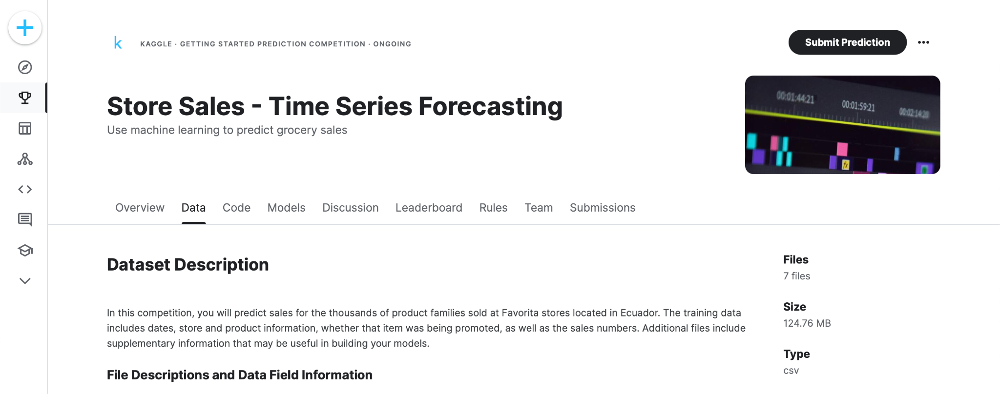 k
KAGGLE · GETTING STARTED PREDICTION COMPETITION · ONGOING
Submit Prediction
Store Sales - Time Series Forecasting
Use machine learning to predict grocery sales
00:01:44:21
00:01:59:21
00:02:14:20
fx
Overview Data Code Models Discussion Leaderboard Rules Team Submissions
Dataset Description
In this competition, you will predict sales for the thousands of product families sold at Favorita stores located in Ecuador. The training data
includes dates, store and product information, whether that item was being promoted, as well as the sales numbers. Additional files include
supplementary information that may be useful in building your models.
File Descriptions and Data Field Information
Files
7 files
Size
124.76 MB
Type
csv